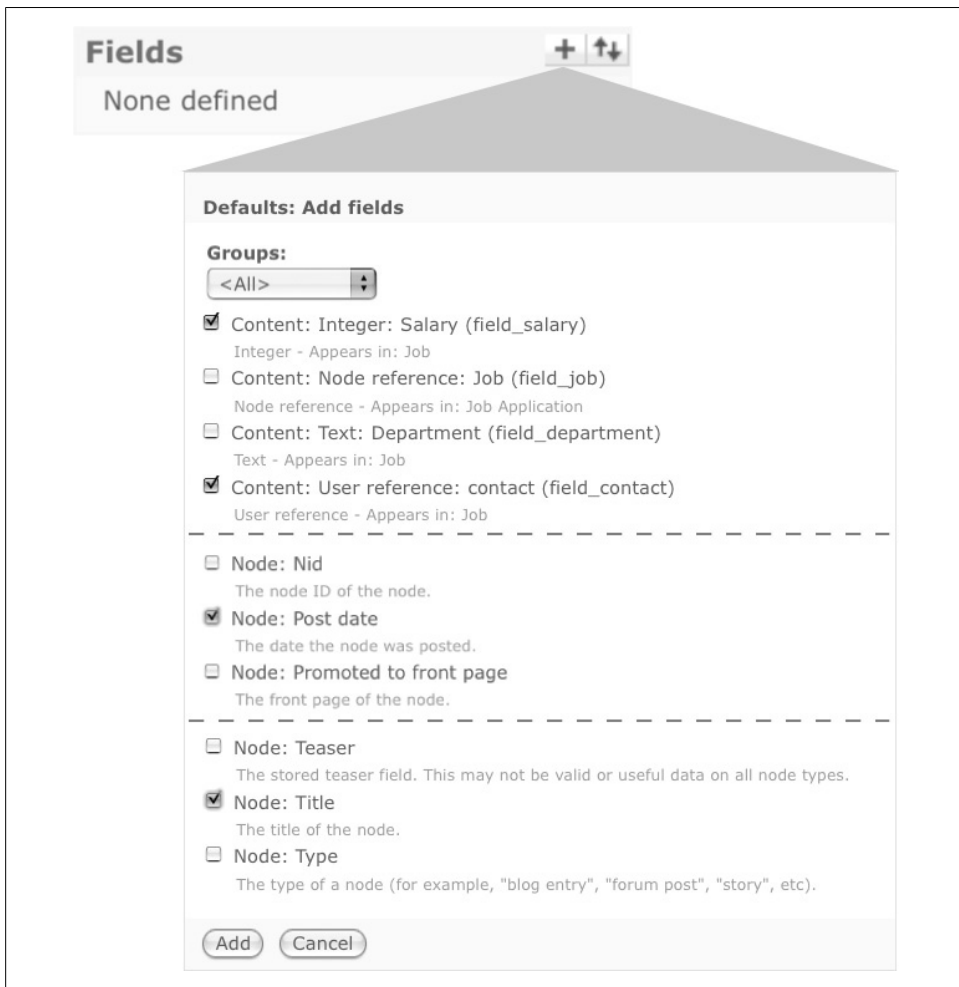 Fields
None defined
Defaults: Add fields
Groups:
<All>
Content: Integer: Salary (field_salary)
Integer - Appears in: Job
Content: Node reference: Job (field_job)
Node reference - Appears in: Job Application
Content: Text: Department (field_department)
Text - Appears in: Job
Content: User reference: contact (field_contact)
User reference - Appears in: Job
Node: Nid
The node ID of the node.
Node: Post date
The date the node was posted.
Node: Promoted to front page
The front page of the node.
Node: Teaser
The stored teaser field. This may not be valid or useful data on all node types.
Node: Title
The title of the node.
Node: Type
The type of a node (for example, "blog entry", "forum post", "story", etc).
Add Cancel